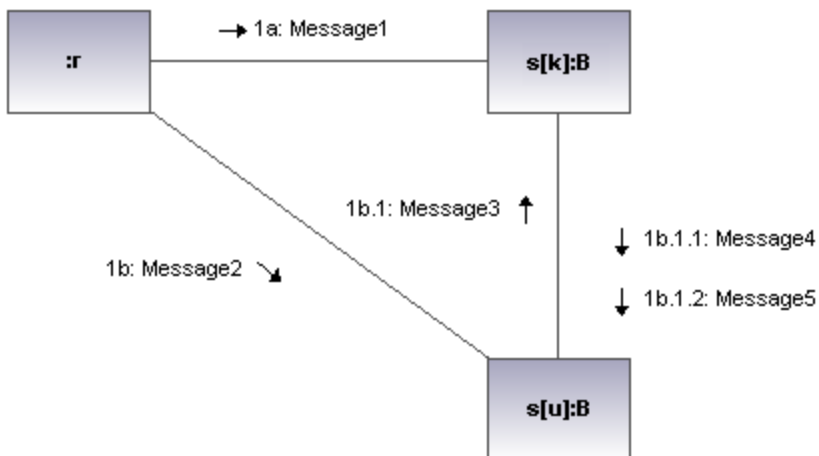 1a: Message1
:r
s[k]:B
1b.1: Message3
1b.1.1: Message4
1b: Message2
1b.1.2: Message5
s[u]:B